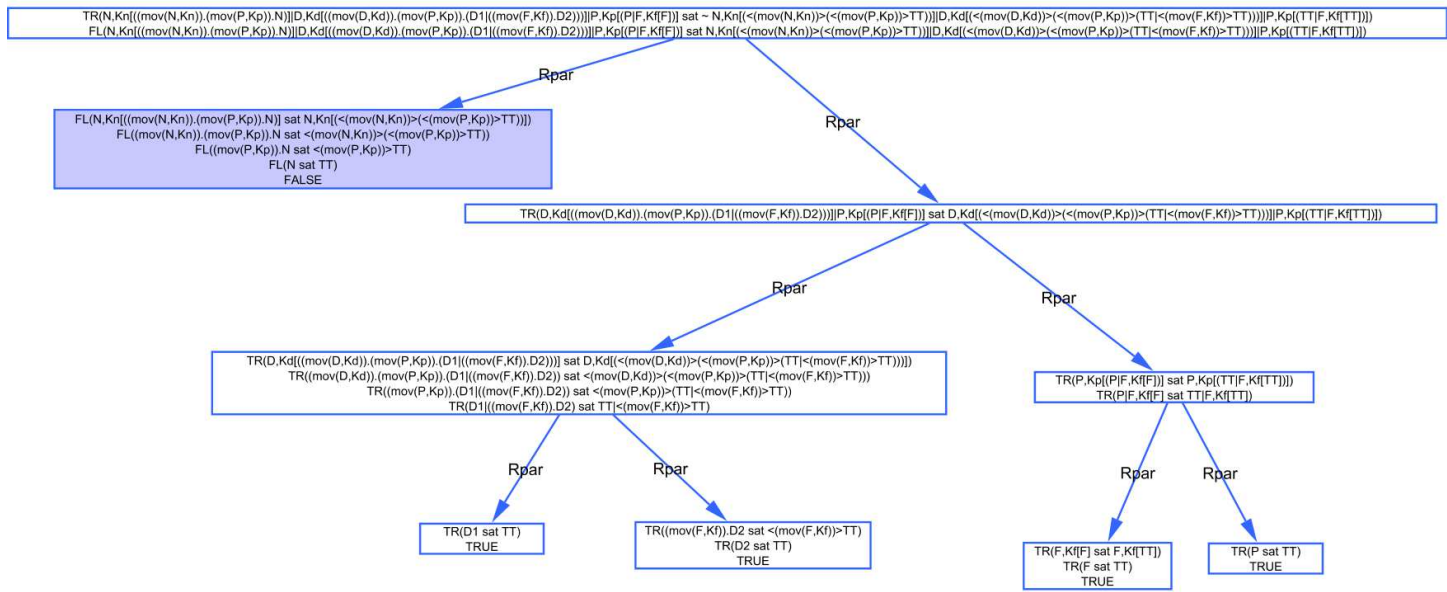 TR(N,Kn[((mov(N,Kn)).(mov(P,Kp)).N)]|D,Kd[((mov(D,Kd)).(mov(P,Kp)).(D1|((mov(F,Kf)).D2)))]|P,Kp[(P|F,Kf[F])] sat ~ N,Kn[(<(mov(N,Kn))>(<(mov(P,Kp))>TT))]|D,Kd[(<(mov(D,Kd))>(<(mov(P,Kp))>(TT|<(mov(F,Kf))>TT)))]|P,Kp[(TT|F,Kf[TT])])
FL(N,Kn[((mov(N,Kn)).(mov(P,Kp)).N)]|D,Kd[((mov(D,Kd)).(mov(P,Kp)).(D1|((mov(F,Kf)).D2)))]|P,Kp[(P|F,Kf[F])] sat N,Kn[(<(mov(N,Kn))>(<(mov(P,Kp))>TT))]|D,Kd[(<(mov(D,Kd))>(<(mov(P,Kp))>(TT|<(mov(F,Kf))>TT)))]|P,Kp[(TT|F,Kf[TT])])
Rpar
FL(N,Kn[((mov(N,Kn)).(mov(P,Kp)).N)] sat N,Kn[(<(mov(N,Kn))>(<(mov(P,Kp))>TT))])
FL((mov(N,Kn)).(mov(P,Kp)).N sat <(mov(N,Kn))>(<(mov(P,Kp))>TT))
FL((mov(P,Kp)).N sat <(mov(P,Kp))>TT)
FL(N sat TT)
FALSE
Rpar
TR(D,Kd[((mov(D,Kd)).(mov(P,Kp)).(D1|((mov(F,Kf)).D2)))]|P,Kp[(P|F,Kf[F])] sat D,Kd[(<(mov(D,Kd))>(<(mov(P,Kp))>(TT|<(mov(F,Kf))>TT)))]|P,Kp[(TT|F,Kf[TT])])
Rpar
Rpar
TR(D,Kd[((mov(D,Kd)).(mov(P,Kp)).(D1|((mov(F,Kf)).D2)))] sat D,Kd[(<(mov(D,Kd))>(<(mov(P,Kp))>(TT|<(mov(F,Kf))>TT)))])
TR((mov(D,Kd)).(mov(P,Kp)).(D1|((mov(F,Kf)).D2)) sat <(mov(D,Kd))>(<(mov(P,Kp))>(TT|<(mov(F,Kf))>TT)))
TR((mov(P,Kp)).(D1|((mov(F,Kf)).D2)) sat <(mov(P,Kp))>(TT|<(mov(F,Kf))>TT))
TR(D1|((mov(F,Kf)).D2) sat TT|<(mov(F,Kf))>TT)
TR(P,Kp[(P|F,Kf[F])] sat P,Kp[(TT|F,Kf[TT])])
TR(P|F,Kf[F] sat TT|F,Kf[TT])
Rpar
Rpar
Rpar
Rpar
TR(D1 sat TT)
TRUE
TR((mov(F,Kf)).D2 sat <(mov(F,Kf))>TT)
TR(D2 sat TT)
TRUE
TR(F,Kf[F] sat F,Kf[TT])
TR(F sat TT)
TRUE
TR(P sat TT)
TRUE